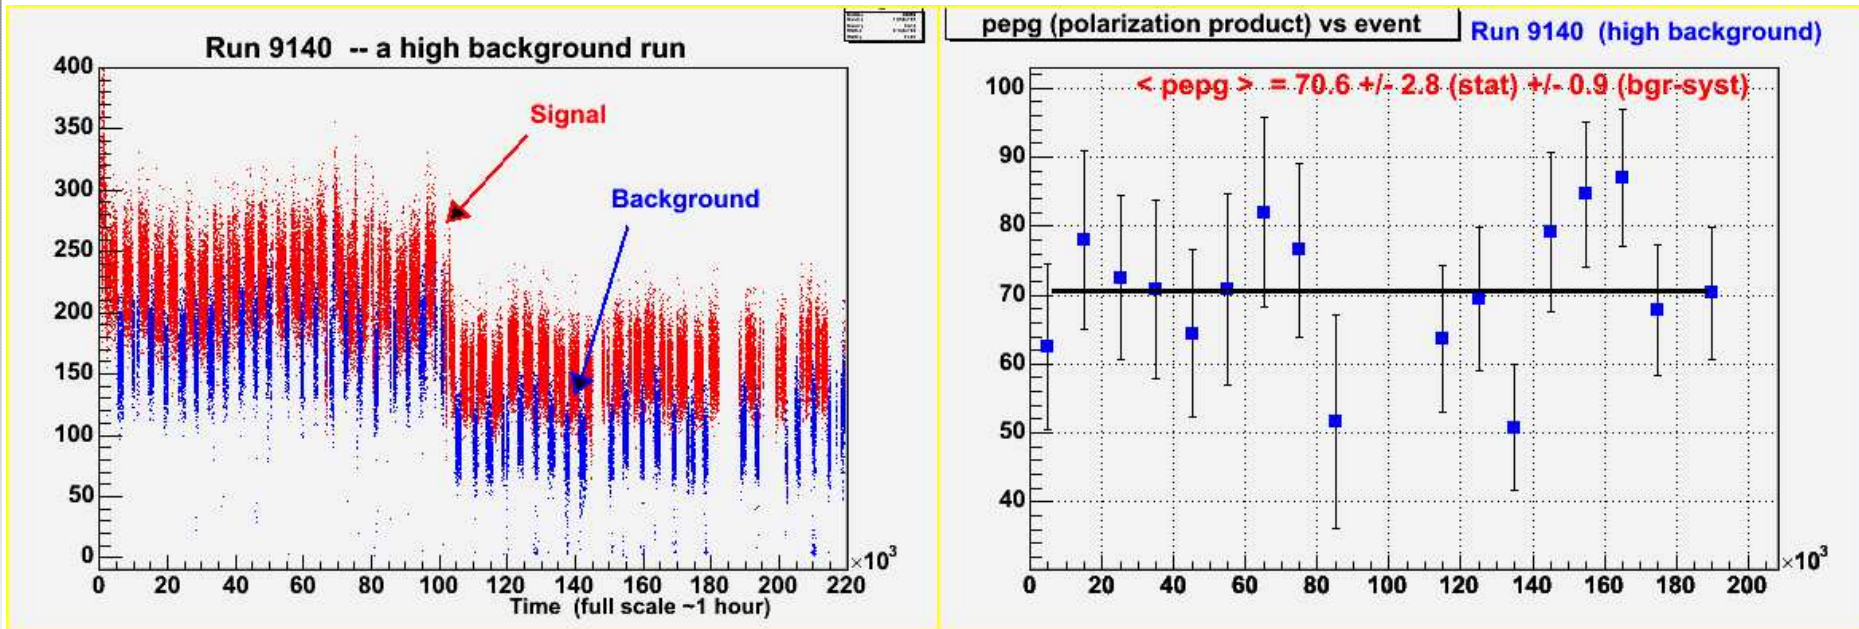 Run 9140 -- a high background run
400
350
300
250
200
150
100
50
0
Signal
Background
0 20 40 60 80 100 120 140 160 180 200 220
×10³
Time (full scale ~1 hour)
pepg (polarization product) vs event
Run 9140 (high background)
< pepg > = 70.6 +/- 2.8 (stat) +/- 0.9 (bgr-syst)
100
90
80
70
60
50
40
0 20 40 60 80 100 120 140 160 180 200
×10³